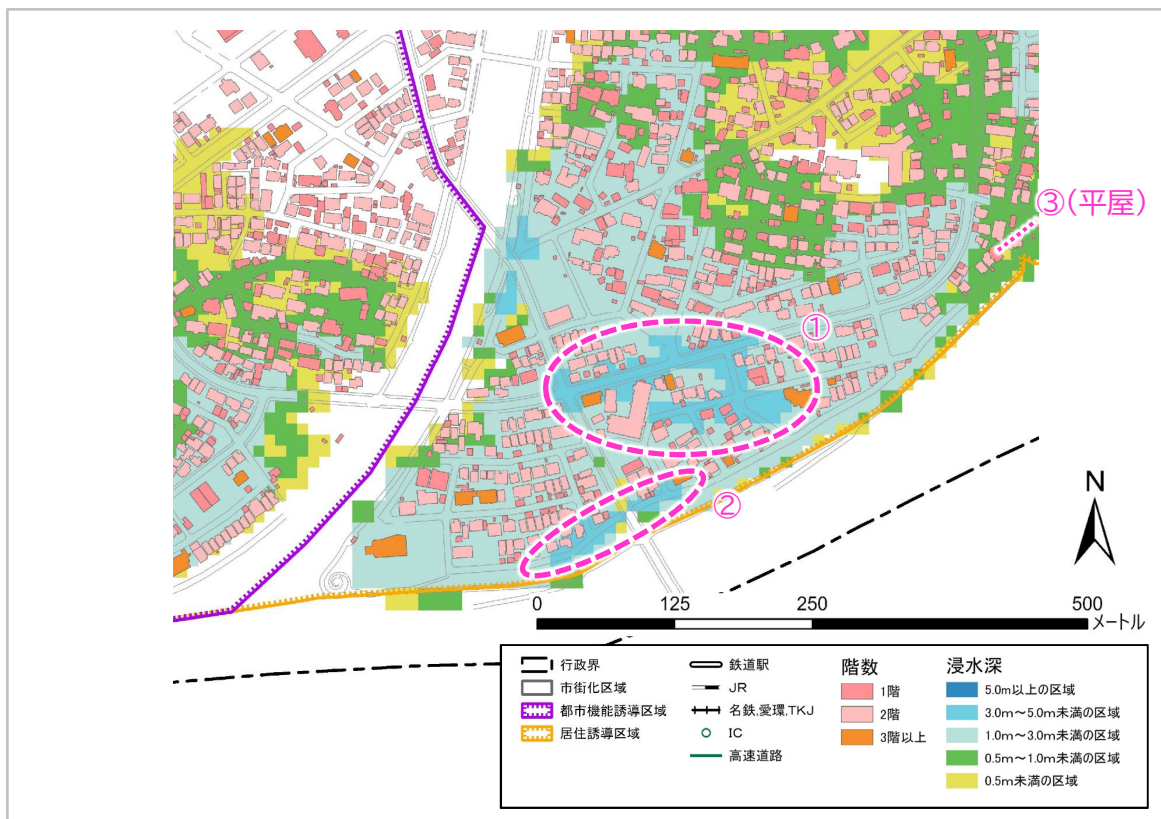 ③(平屋)
①
②
N
0 125 250 500
メートル
行政界
市街化区域
都市機能誘導区域
居住誘導区域
鉄道駅
JR
名鉄,愛環,TKJ
IC
高速道路
階数
1階
2階
3階以上
浸水深
5.0m以上の区域
3.0m～5.0m未満の区域
1.0m～3.0m未満の区域
0.5m～1.0m未満の区域
0.5m未満の区域